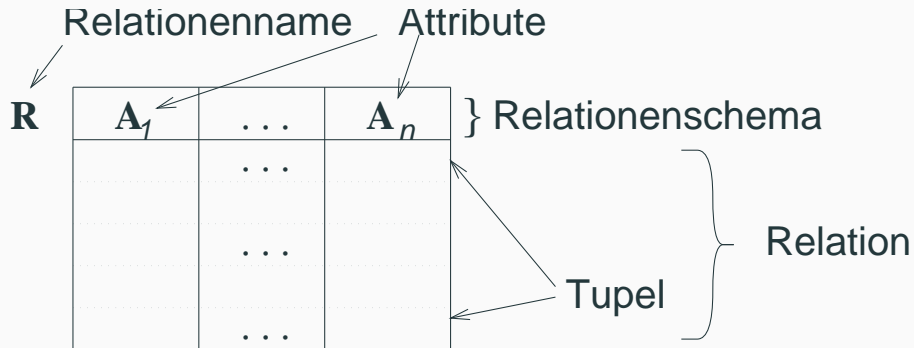 Relationenname Attribute
R A1 ... An } Relationenschema
...
...
Relation
Tupel
...